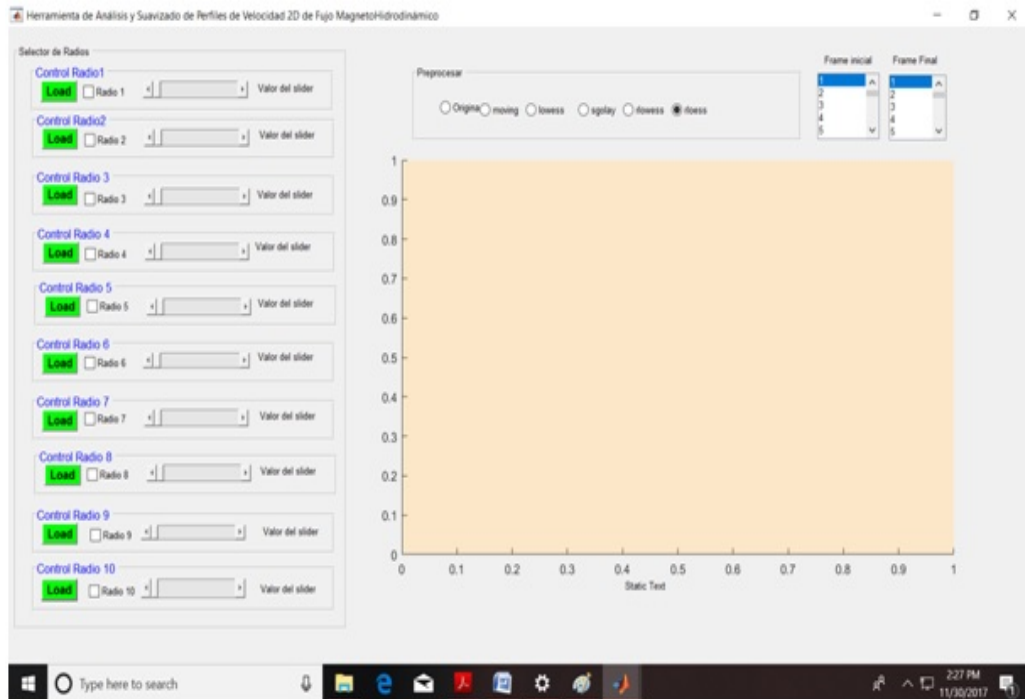 Herramienta de Análisis y Suavizado de Perfiles de Velocidad 2D de Fujo MagnetoHidrodinámico
Selector de Radios
Control Radio1
Load Radio 1 Valor del slider
Control Radio2
Load Radio 2 Valor del slider
Control Radio 3
Load Radio 3 Valor del slider
Control Radio 4
Load Radio 4 Valor del slider
Control Radio 5
Load Radio 5 Valor del slider
Control Radio 6
Load Radio 6 Valor del slider
Control Radio 7
Load Radio 7 Valor del slider
Control Radio 8
Load Radio 8 Valor del slider
Control Radio 9
Load Radio 9 Valor del slider
Control Radio 10
Load Radio 10 Valor del slider
Preprocesar
Origina moving lowess sgolay rlowess rloess
Frame inicial Frame Final
1 1
2 2
3 3
4 4
5 5
1
0.9
0.8
0.7
0.6
0.5
0.4
0.3
0.2
0.1
0
0 0.1 0.2 0.3 0.4 0.5 0.6 0.7 0.8 0.9 1
Static Text
Type here to search
2:27 PM
11/30/2017